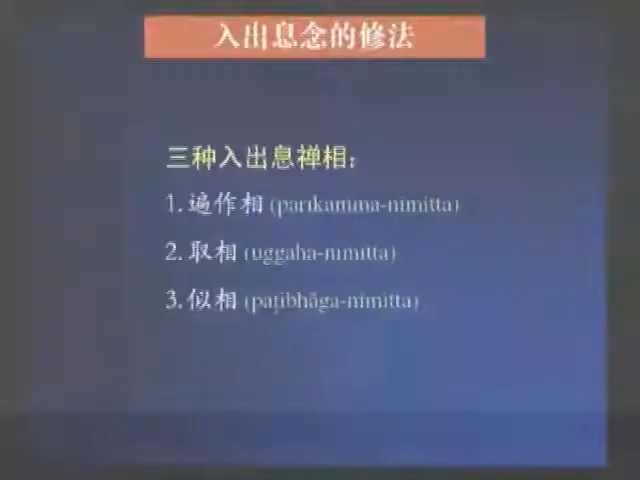 入出息念的修法
三种入出息禅相：
1.遍作相 (parikamma-nimitta)
2.取相 (uggaha-nimitta)
3.似相 (paṭibhāga-nimitta)